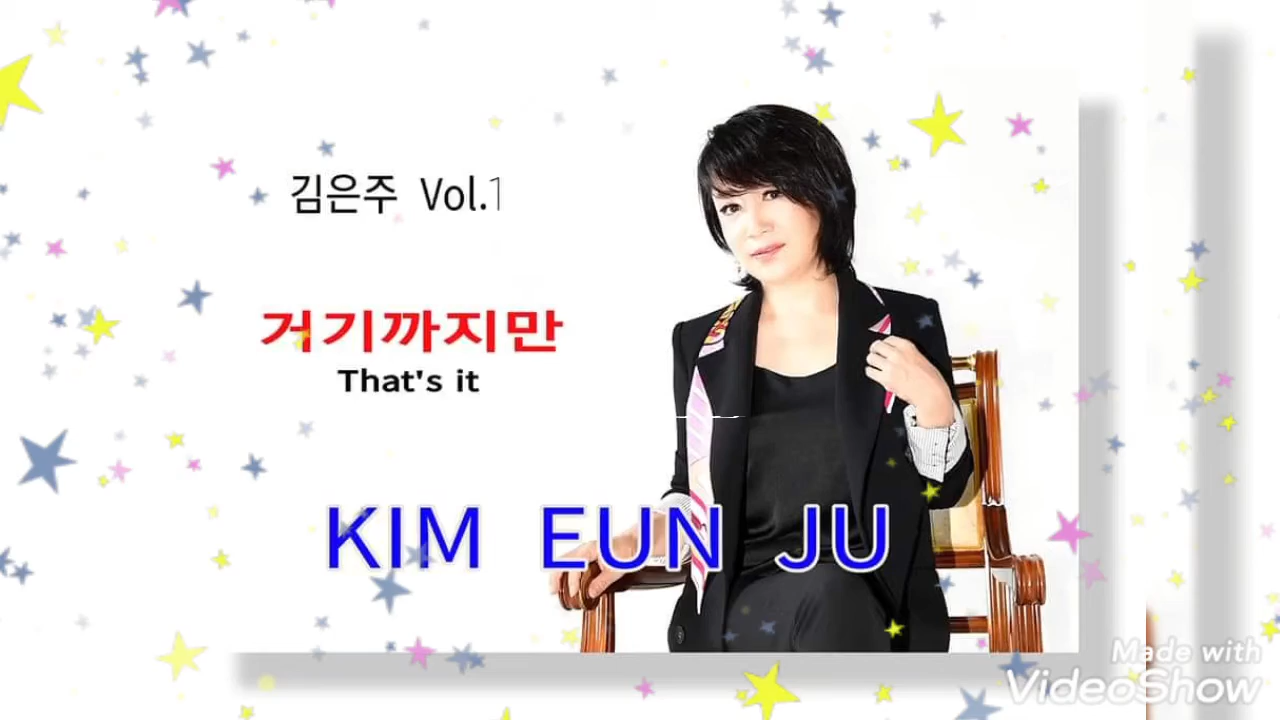 김은주 Vol.1
거기까지만
That's it
KIM EUN JU
Made with
VideoShow